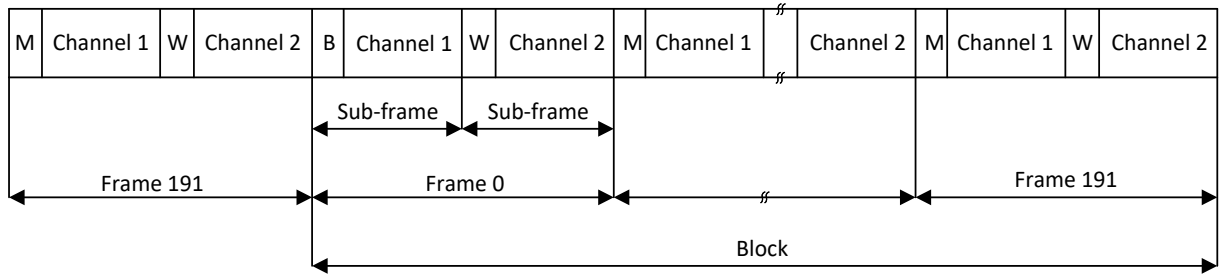 M Channel 1 W Channel 2 B Channel 1 W Channel 2 M Channel 1 Channel 2 M Channel 1 W Channel 2
Sub-frame Sub-frame
Frame 191 Frame 0 Frame 191
Block